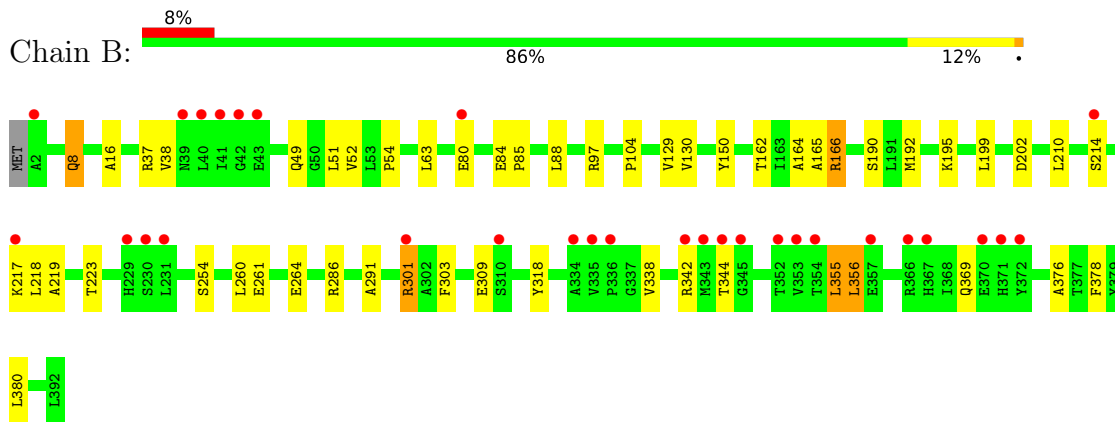 8%
Chain B:
86% 12% •
MET A2 Q8 A16 R37 V38 N39 L40 I41 G42 E43 Q49 G50 L51 V52 L53 P54 L63 E80 E84 P85 L88 R97 P104 V129 V130 Y150 T162 I163 A164 A165 R166 S190 L191 M192 K195 L199 D202 L210 S214
K217 L218 A219 T223 H229 S230 L231 S254 L260 E261 E264 R286 A291 R301 A302 F303 E309 S310 Y318 A334 V335 P336 G337 V338 R342 M343 T344 G345 T352 V353 T354 L355 L356 E357 R366 H367 I368 Q369 E370 H371 Y372 A376 T377 F378 Y379
L380 L392